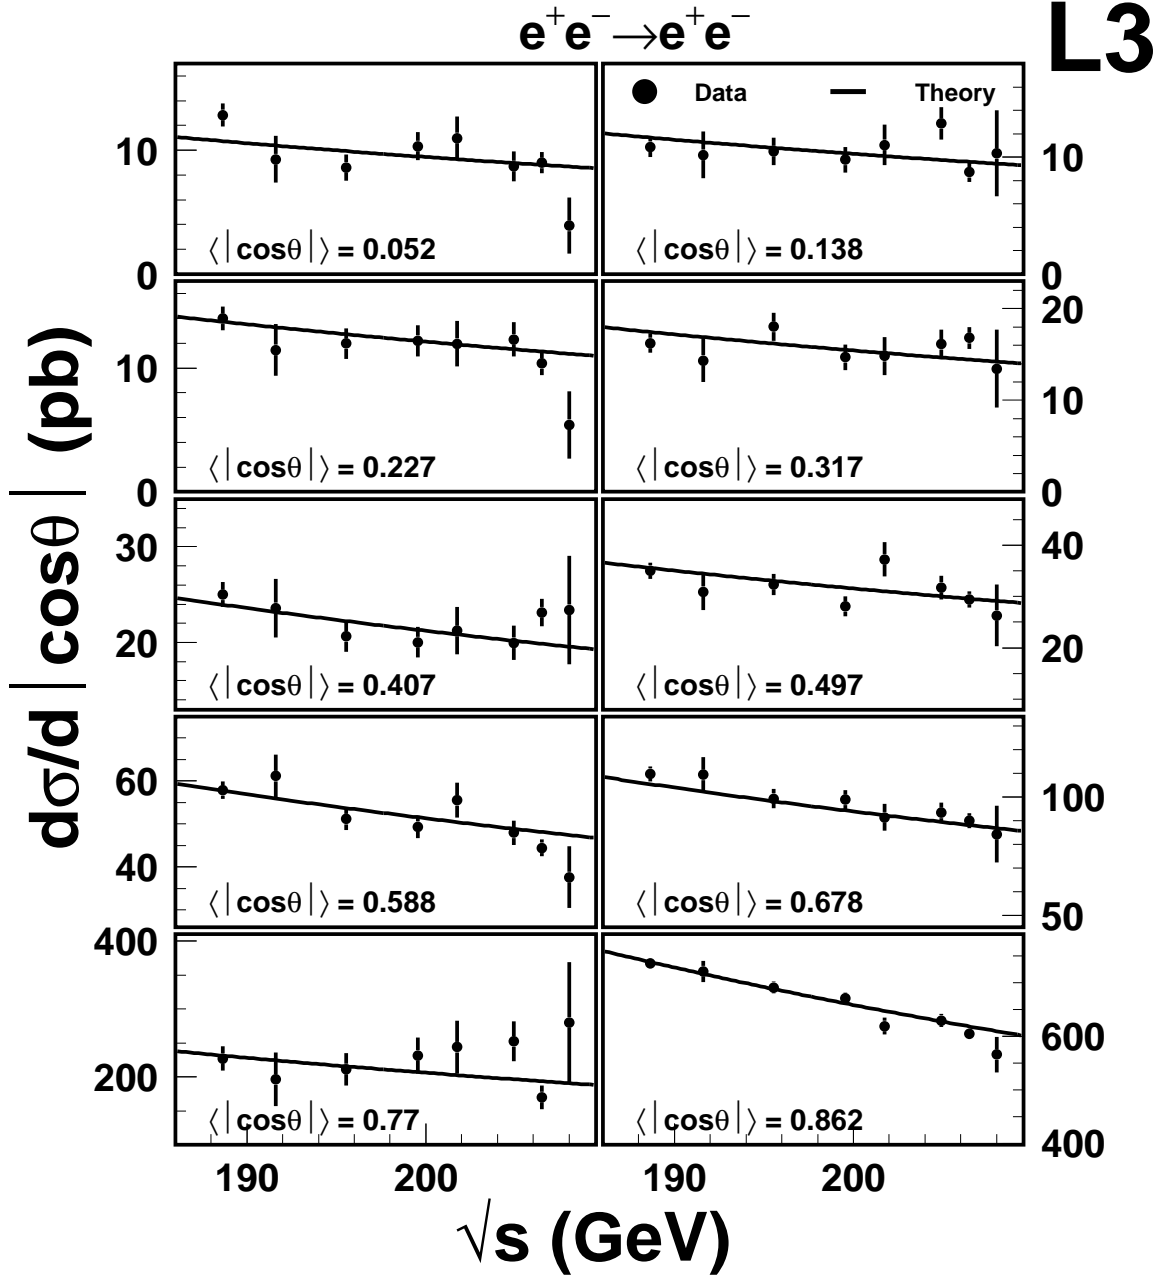 e⁺e⁻→e⁺e⁻
L3
Data
Theory
dσ/d|cosθ| (pb)
10
0
⟨|cosθ|⟩ = 0.052
⟨|cosθ|⟩ = 0.138
10
0
10
0
⟨|cosθ|⟩ = 0.227
⟨|cosθ|⟩ = 0.317
20
10
0
30
20
⟨|cosθ|⟩ = 0.407
⟨|cosθ|⟩ = 0.497
40
20
60
40
⟨|cosθ|⟩ = 0.588
⟨|cosθ|⟩ = 0.678
100
50
400
200
⟨|cosθ|⟩ = 0.77
⟨|cosθ|⟩ = 0.862
600
400
190 200 190 200
√s (GeV)